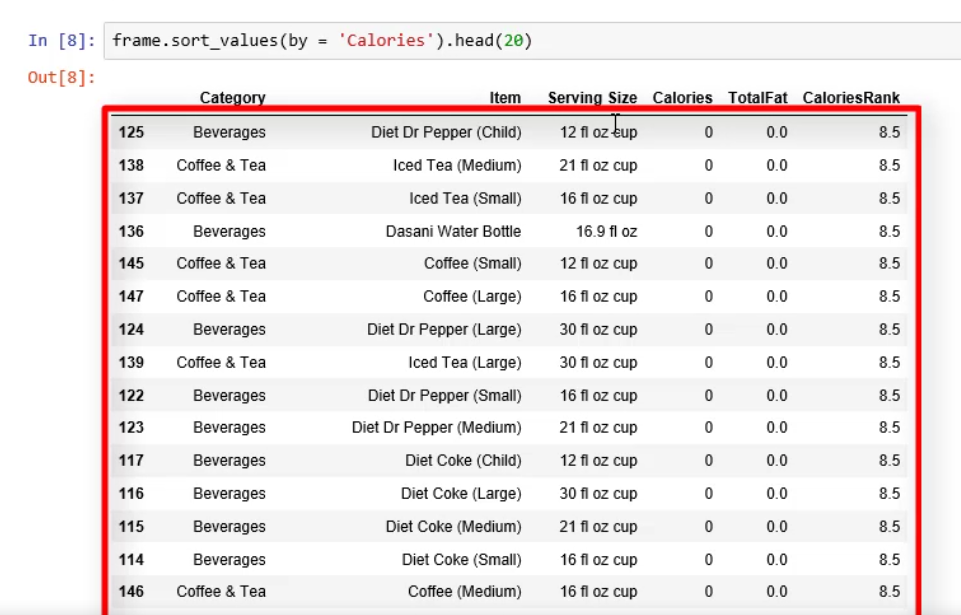 In [8]: frame.sort_values(by = 'Calories').head(20)
Out[8]:
Category Item Serving Size Calories TotalFat CaloriesRank
125 Beverages Diet Dr Pepper (Child) 12 fl oz cup 0 0.0 8.5
138 Coffee & Tea Iced Tea (Medium) 21 fl oz cup 0 0.0 8.5
137 Coffee & Tea Iced Tea (Small) 16 fl oz cup 0 0.0 8.5
136 Beverages Dasani Water Bottle 16.9 fl oz 0 0.0 8.5
145 Coffee & Tea Coffee (Small) 12 fl oz cup 0 0.0 8.5
147 Coffee & Tea Coffee (Large) 16 fl oz cup 0 0.0 8.5
124 Beverages Diet Dr Pepper (Large) 30 fl oz cup 0 0.0 8.5
139 Coffee & Tea Iced Tea (Large) 30 fl oz cup 0 0.0 8.5
122 Beverages Diet Dr Pepper (Small) 16 fl oz cup 0 0.0 8.5
123 Beverages Diet Dr Pepper (Medium) 21 fl oz cup 0 0.0 8.5
117 Beverages Diet Coke (Child) 12 fl oz cup 0 0.0 8.5
116 Beverages Diet Coke (Large) 30 fl oz cup 0 0.0 8.5
115 Beverages Diet Coke (Medium) 21 fl oz cup 0 0.0 8.5
114 Beverages Diet Coke (Small) 16 fl oz cup 0 0.0 8.5
146 Coffee & Tea Coffee (Medium) 16 fl oz cup 0 0.0 8.5